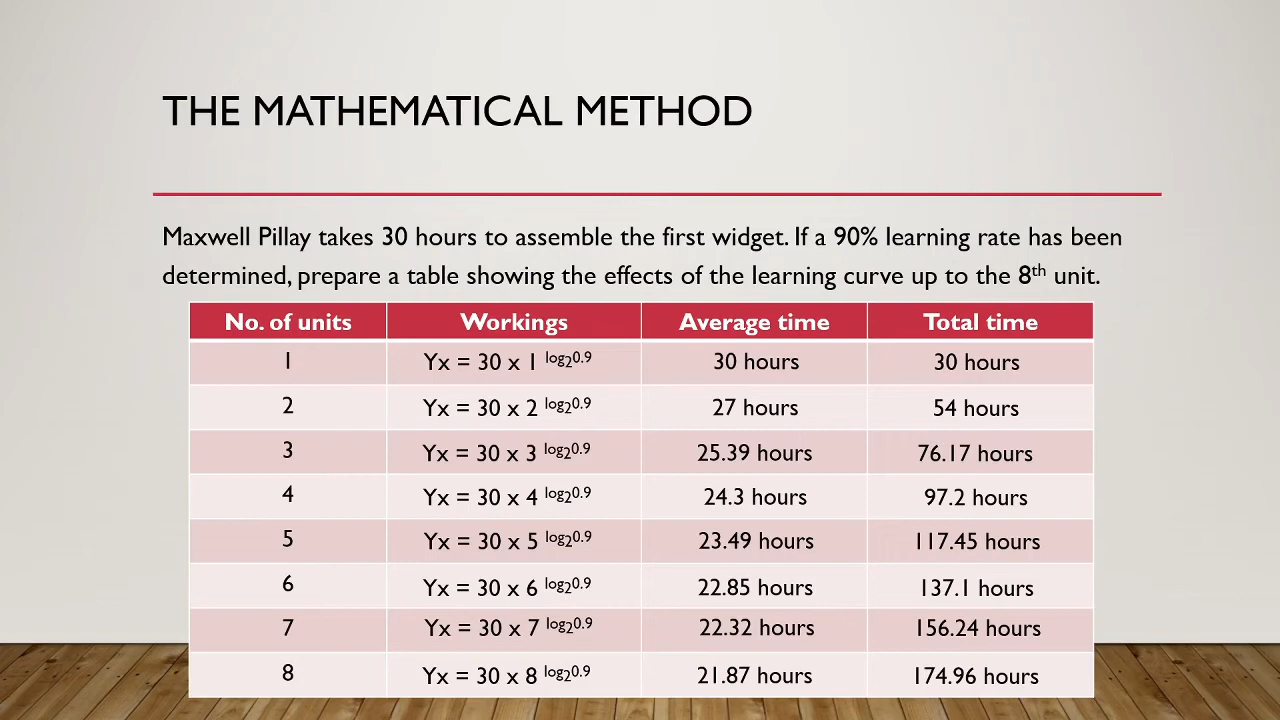 THE MATHEMATICAL METHOD
Maxwell Pillay takes 30 hours to assemble the first widget. If a 90% learning rate has been
determined, prepare a table showing the effects of the learning curve up to the 8th unit.
No. of units Workings Average time Total time
1 Yx = 30 x 1 log20.9 30 hours 30 hours
2 Yx = 30 x 2 log20.9 27 hours 54 hours
3 Yx = 30 x 3 log20.9 25.39 hours 76.17 hours
4 Yx = 30 x 4 log20.9 24.3 hours 97.2 hours
5 Yx = 30 x 5 log20.9 23.49 hours 117.45 hours
6 Yx = 30 x 6 log20.9 22.85 hours 137.1 hours
7 Yx = 30 x 7 log20.9 22.32 hours 156.24 hours
8 Yx = 30 x 8 log20.9 21.87 hours 174.96 hours